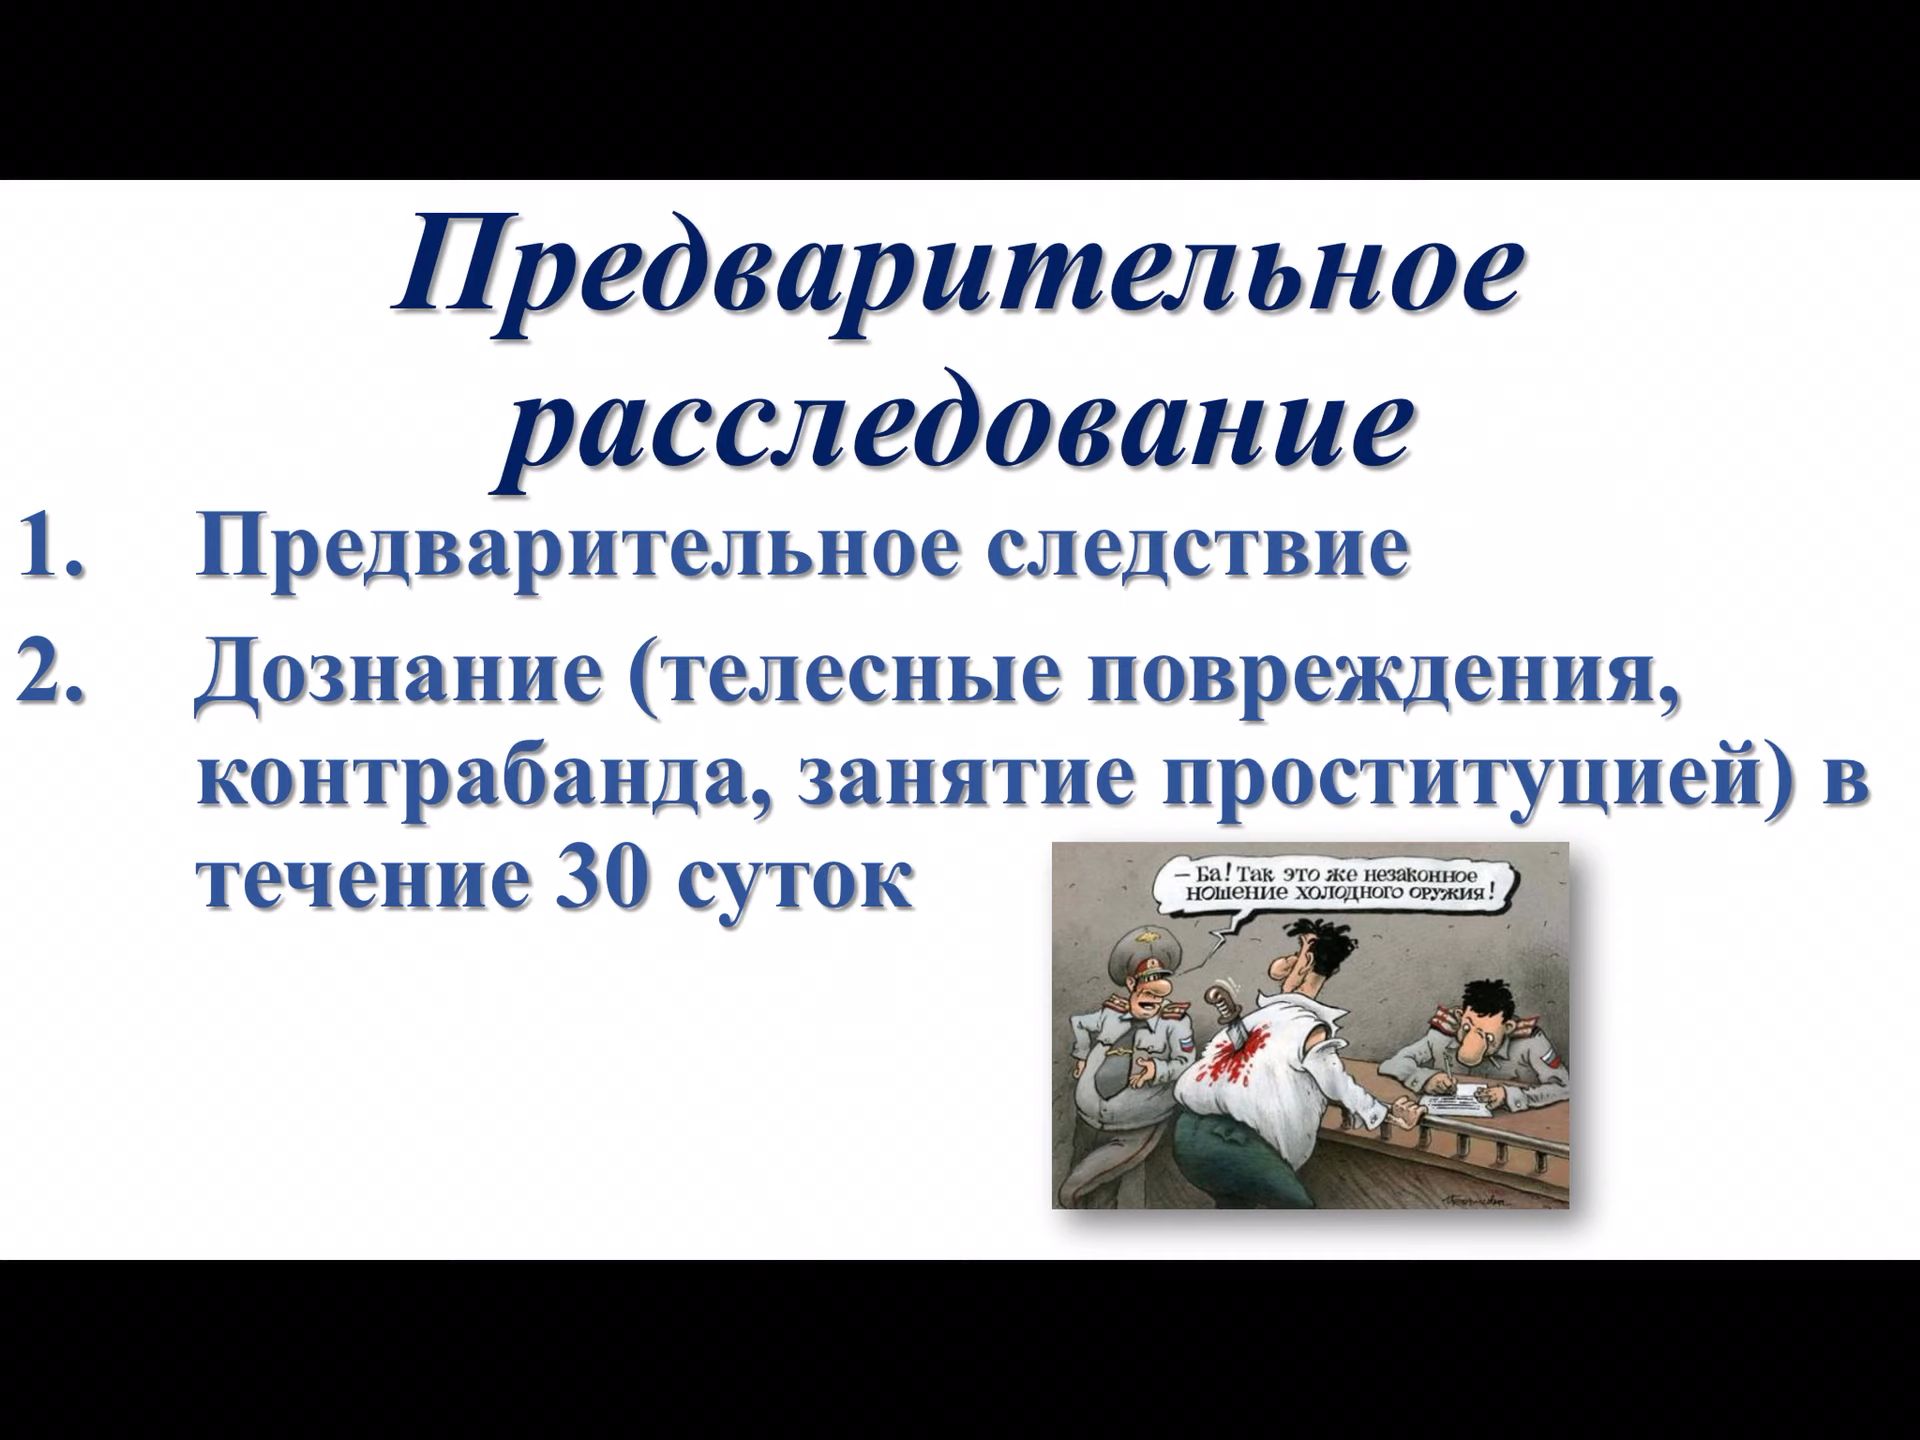 Предварительное
расследование
1. Предварительное следствие
2. Дознание (телесные повреждения,
контрабанда, занятие проституцией) в
течение 30 суток
– Ба! Так это же незаконное
ношение холодного оружия!